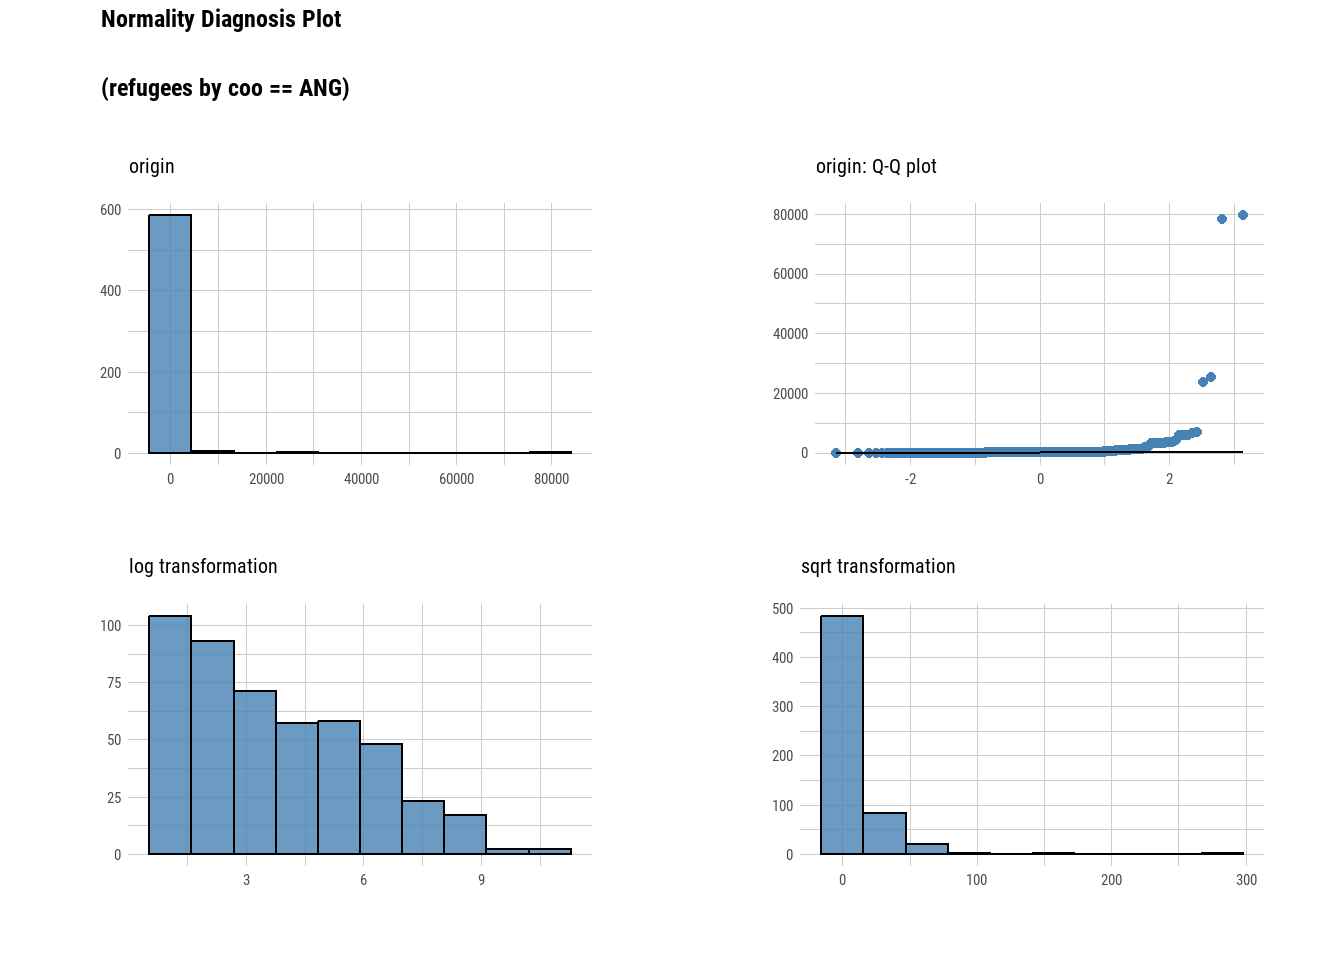 Normality Diagnosis Plot
(refugees by coo == ANG)
origin
600
400
200
0
0 20000 40000 60000 80000
origin: Q-Q plot
80000
60000
40000
20000
0
-2 0 2
log transformation
100
75
50
25
0
3 6 9
sqrt transformation
500
400
300
200
100
0
0 100 200 300